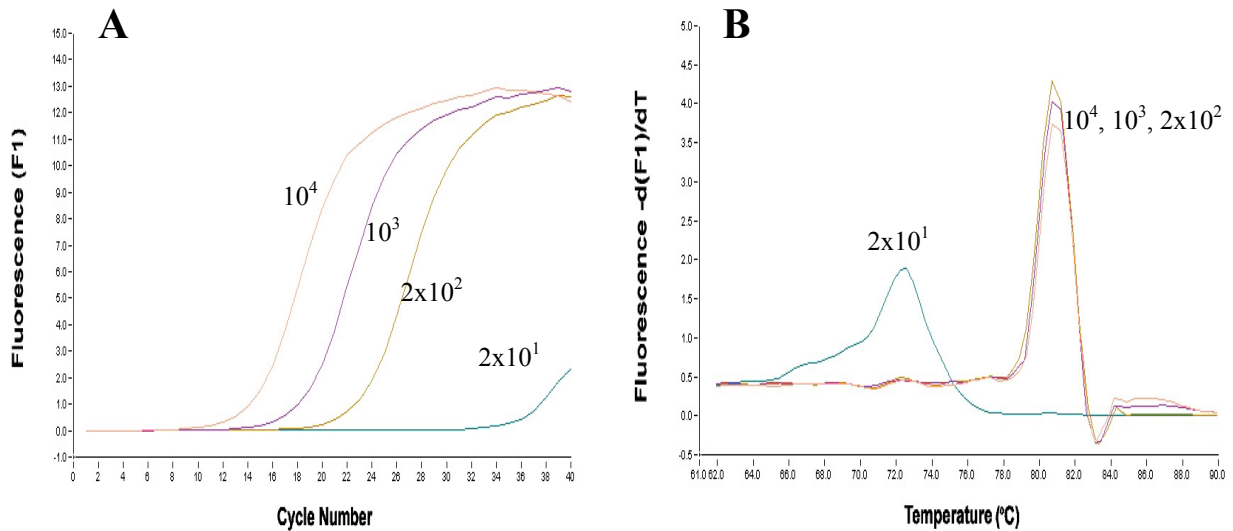 A
Fluorescence (F1)
15.0
14.0
13.0
12.0
11.0
10.0
9.0
8.0
7.0
6.0
5.0
4.0
3.0
2.0
1.0
0.0
-1.0
10⁴
10³
2x10²
2x10¹
0 2 4 6 8 10 12 14 16 18 20 22 24 26 28 30 32 34 36 38 40
Cycle Number
B
Fluorescence -d(F1)/dT
5.0
4.5
4.0
3.5
3.0
2.5
2.0
1.5
1.0
0.5
0.0
-0.5
10⁴, 10³, 2x10²
2x10¹
61.0 62.0 64.0 66.0 68.0 70.0 72.0 74.0 76.0 78.0 80.0 82.0 84.0 86.0 88.0 90.0
Temperature (ºC)